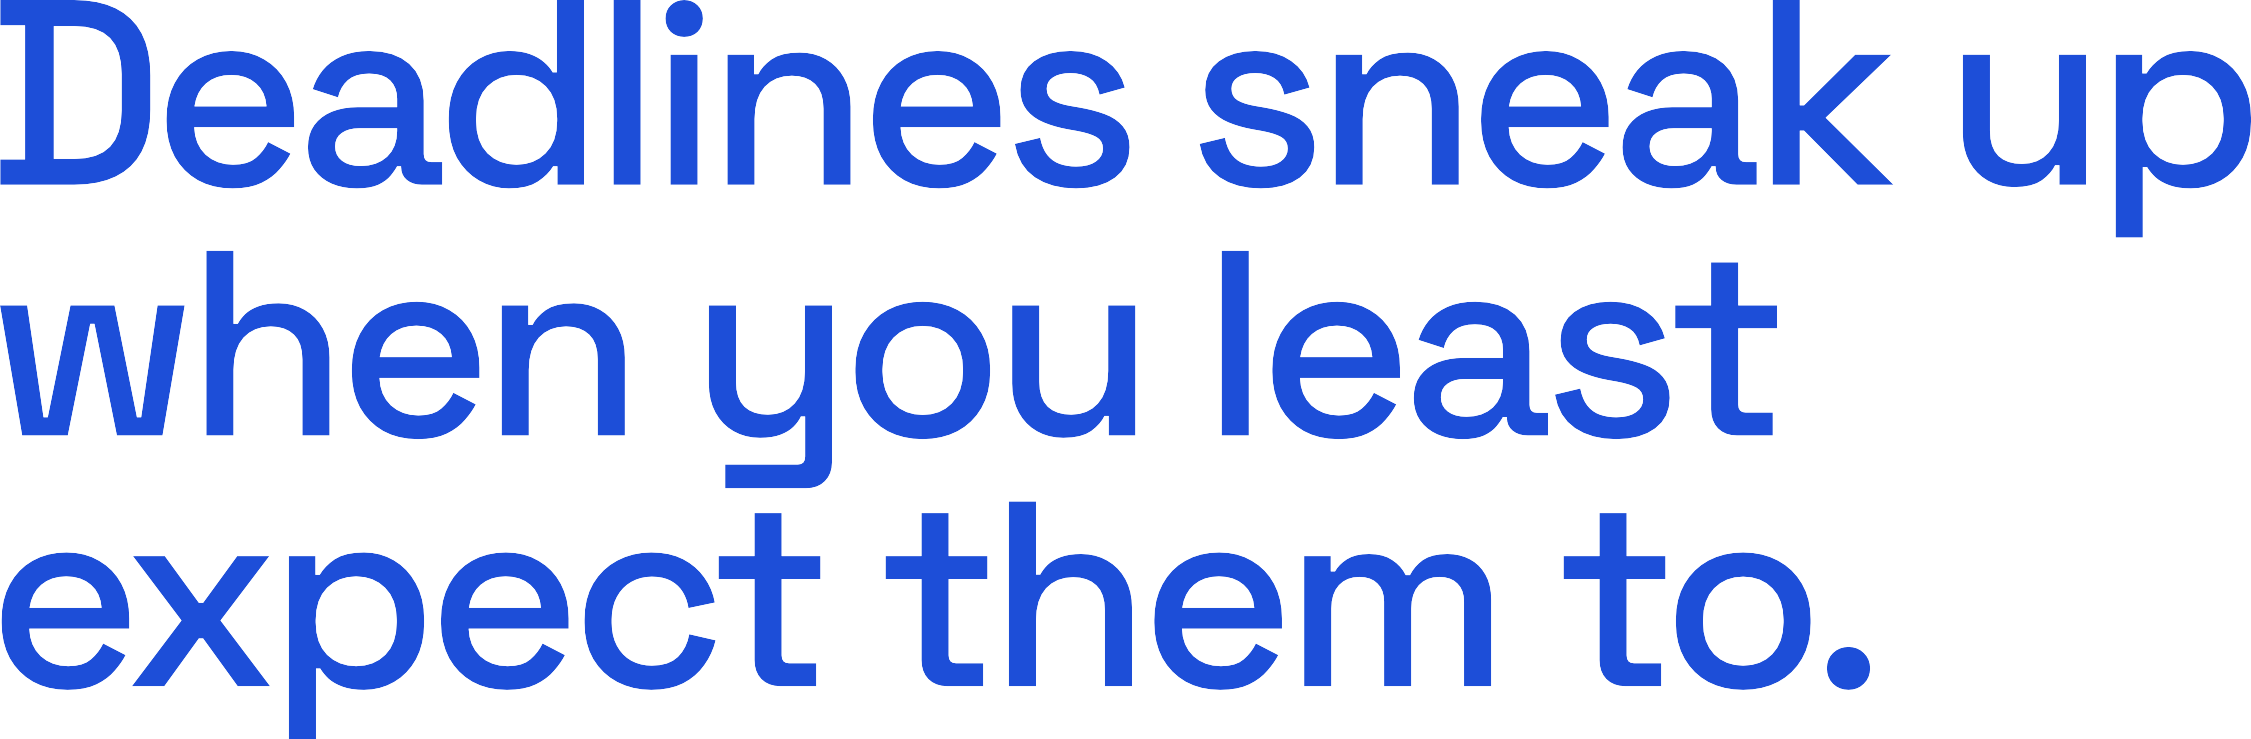 Deadlines sneak up
when you least
expect them to.